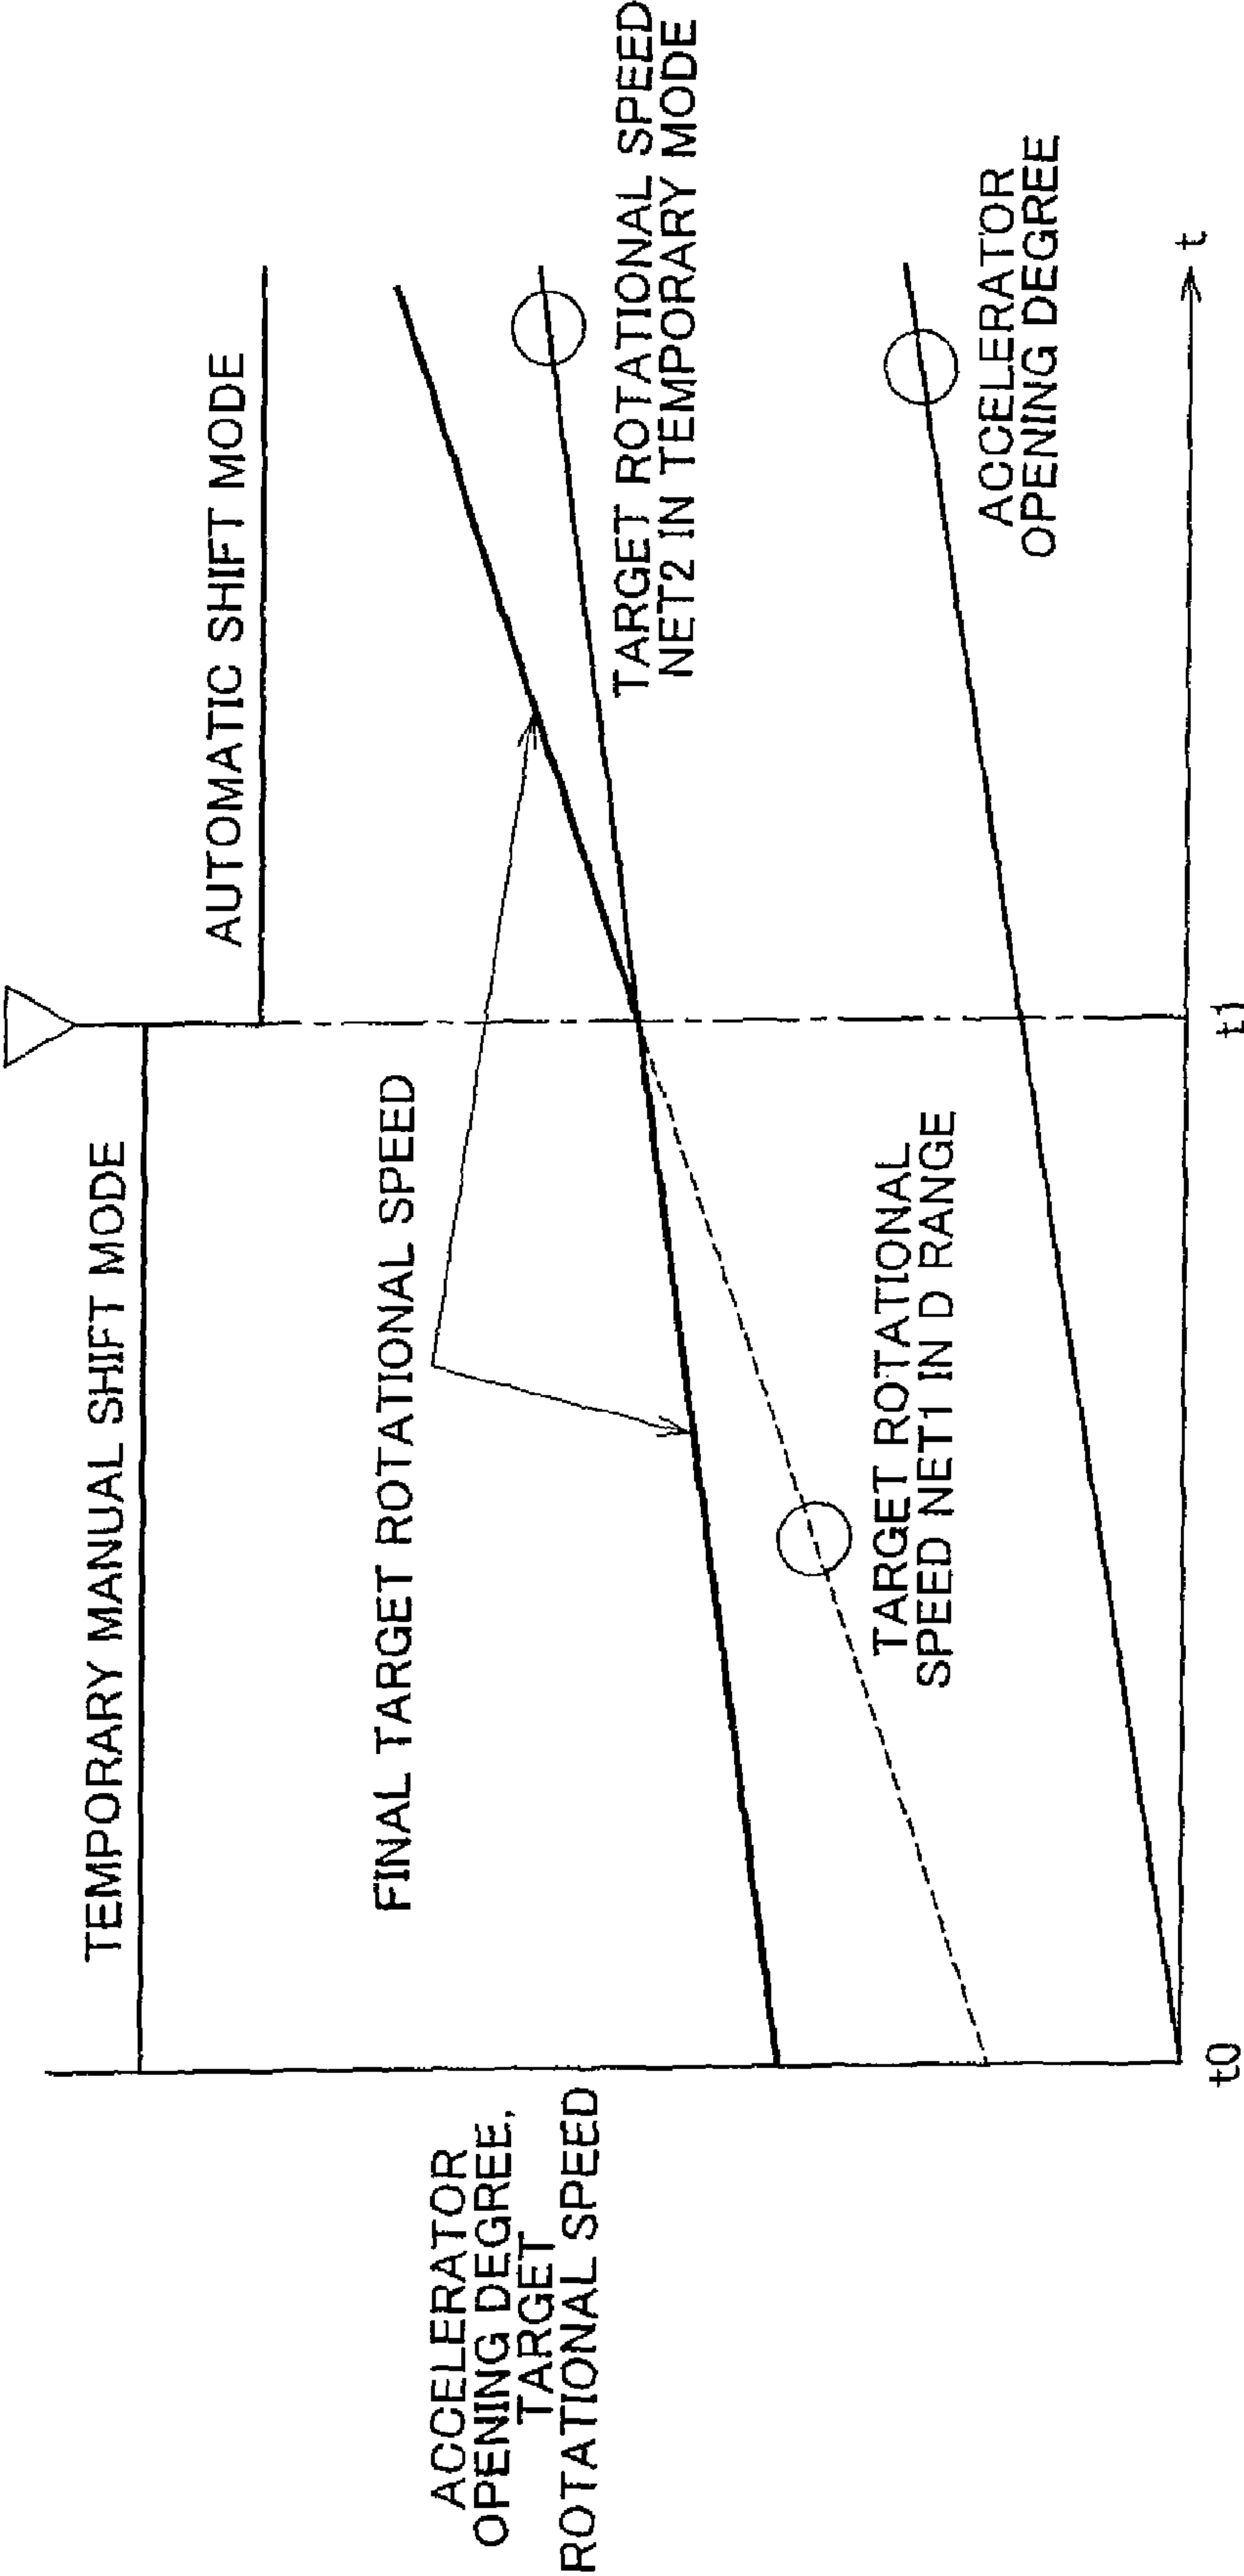 TEMPORARY MANUAL SHIFT MODE
AUTOMATIC SHIFT MODE
FINAL TARGET ROTATIONAL SPEED
ACCELERATOR
OPENING DEGREE,
TARGET
ROTATIONAL SPEED
TARGET ROTATIONAL SPEED
NET2 IN TEMPORARY MODE
TARGET ROTATIONAL
SPEED NET1 IN D RANGE
ACCELERATOR
OPENING DEGREE
t
t0
t1